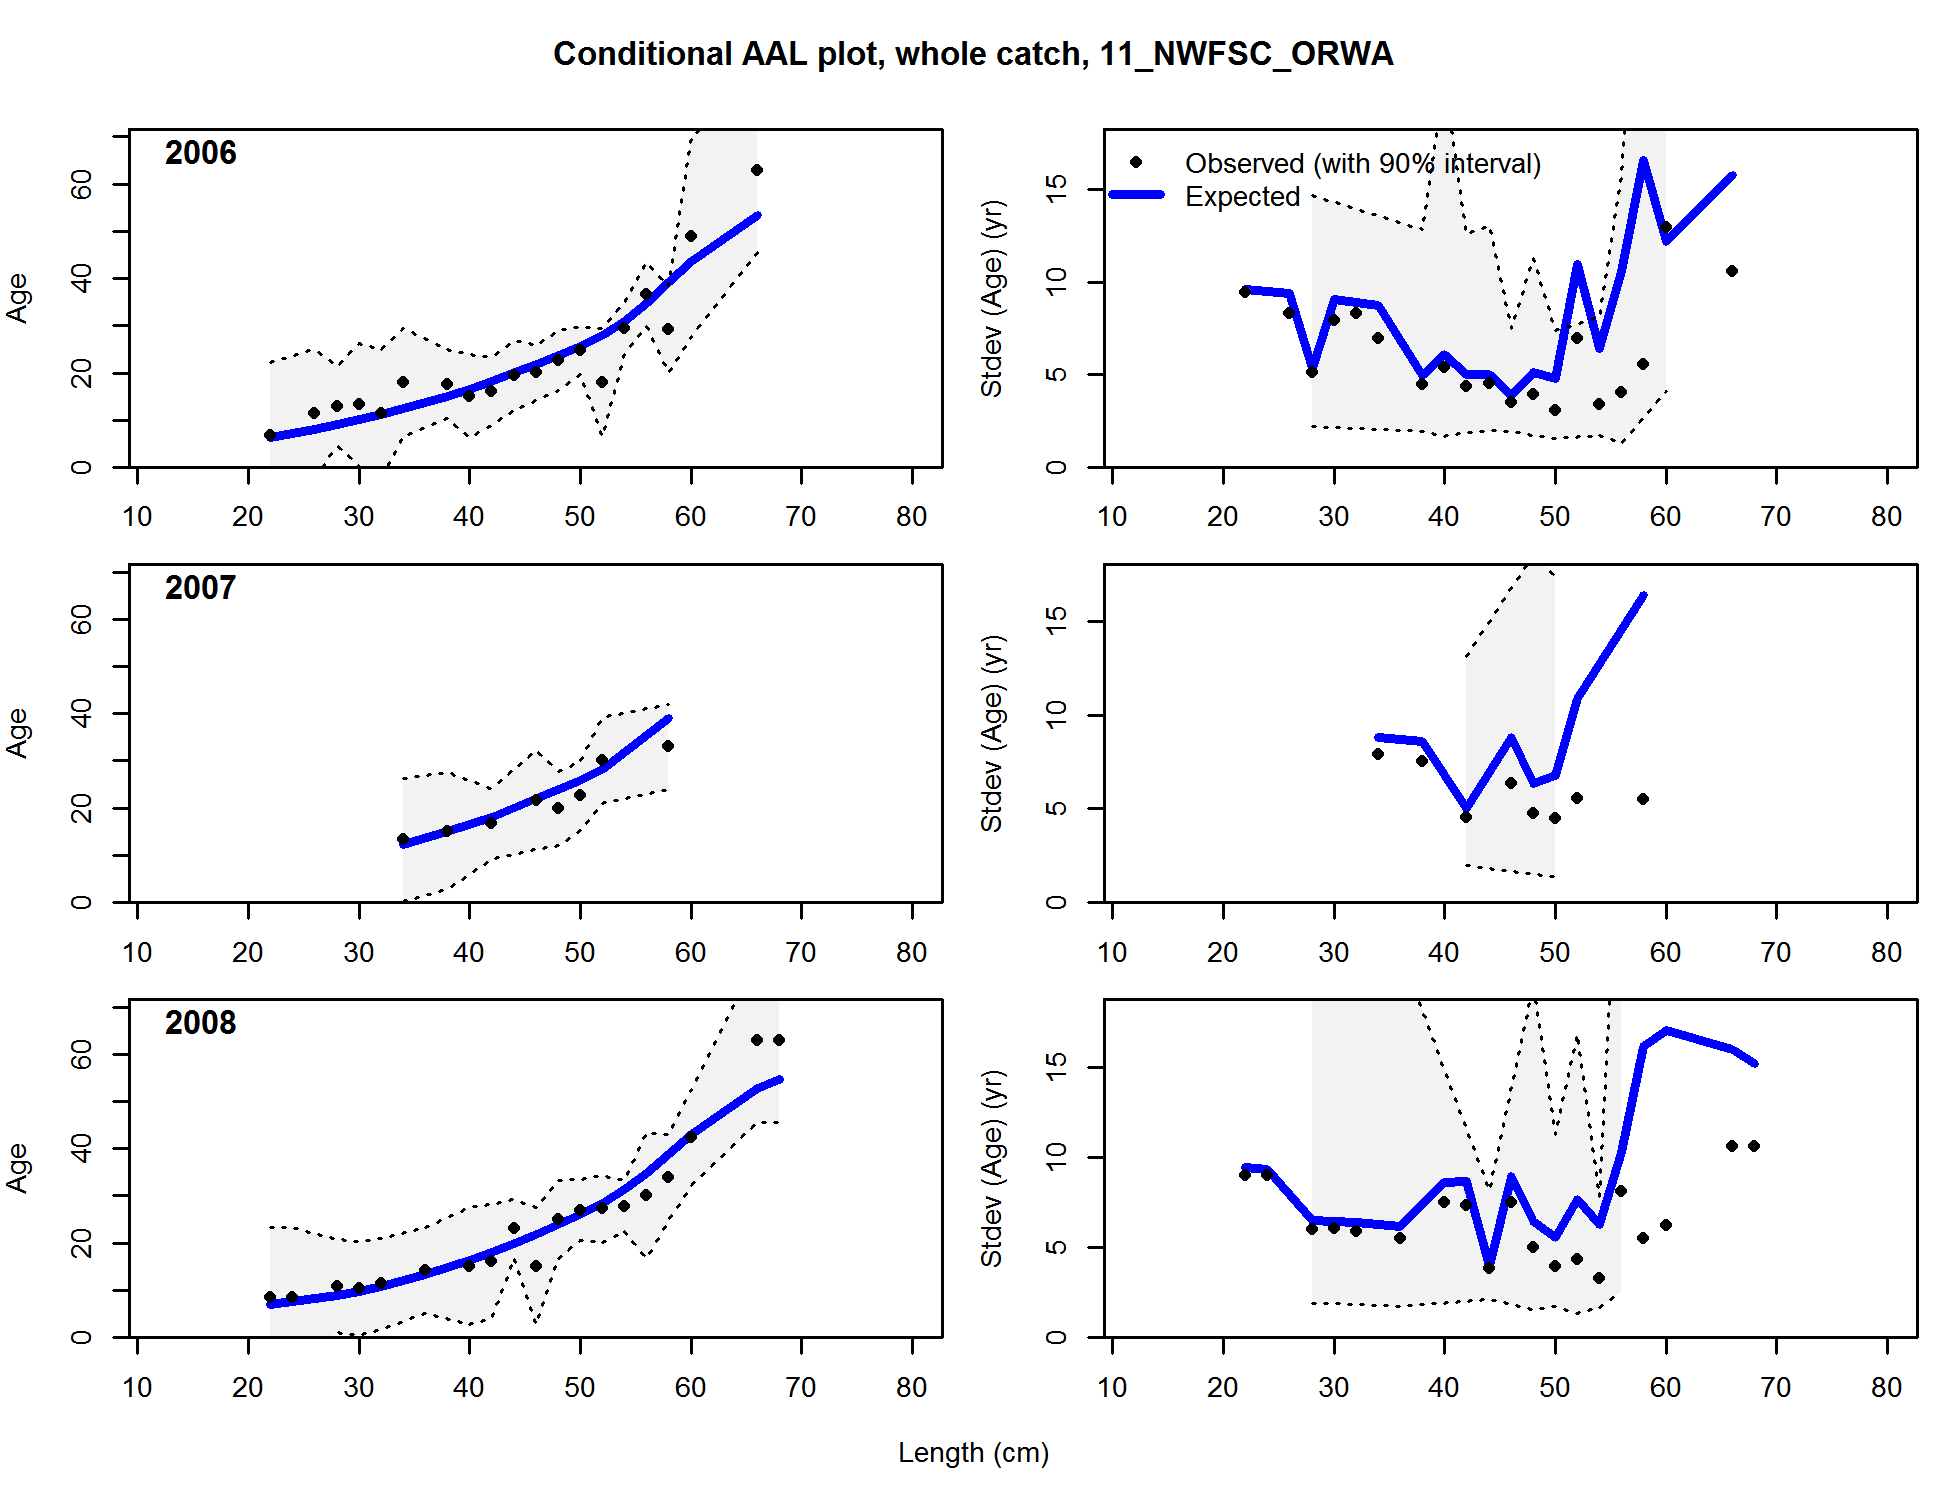 Conditional AAL plot, whole catch, 11_NWFSC_ORWA
2006
Age
0 20 40 60
10 20 30 40 50 60 70 80
Observed (with 90% interval)
Expected
Stdev (Age) (yr)
0 5 10 15
10 20 30 40 50 60 70 80
2007
Age
0 20 40 60
10 20 30 40 50 60 70 80
Stdev (Age) (yr)
0 5 10 15
10 20 30 40 50 60 70 80
2008
Age
0 20 40 60
10 20 30 40 50 60 70 80
Stdev (Age) (yr)
0 5 10 15
10 20 30 40 50 60 70 80
Length (cm)